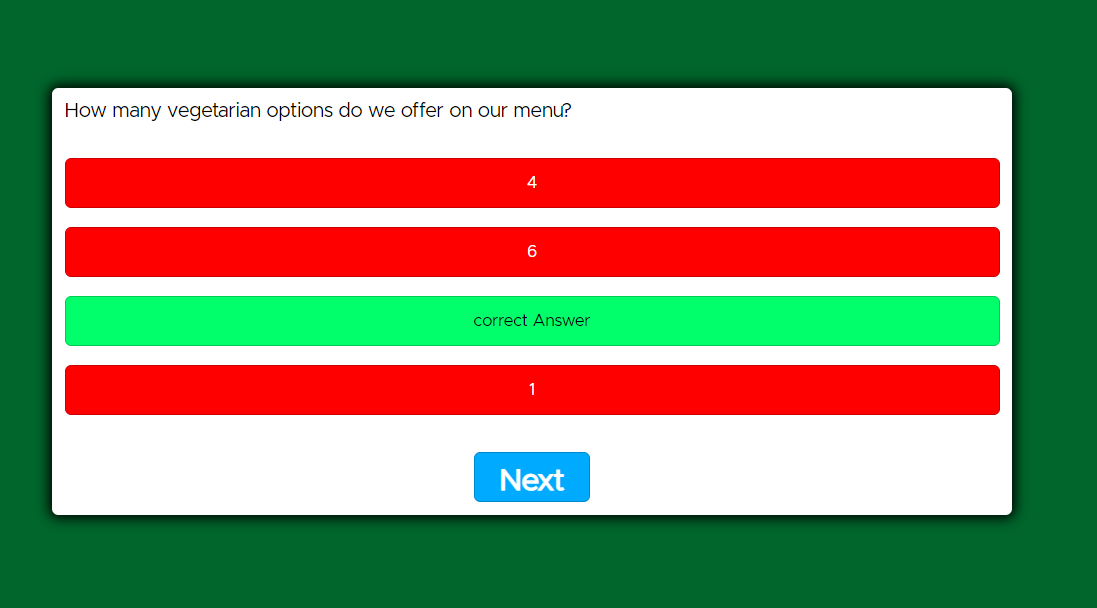 How many vegetarian options do we offer on our menu?
4
6
correct Answer
1
Next